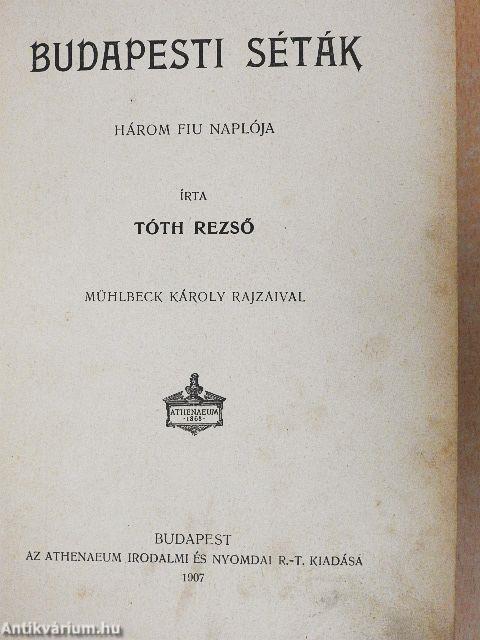 BUDAPESTI SÉTÁK
HÁROM FIU NAPLÓJA
ÍRTA
TÓTH REZSŐ
MÜHLBECK KÁROLY RAJZAIVAL
ATHENAEUM
-1868-
BUDAPEST
AZ ATHENAEUM IRODALMI ÉS NYOMDAI R.-T. KIADÁSA
1907
Antikvárium.hu